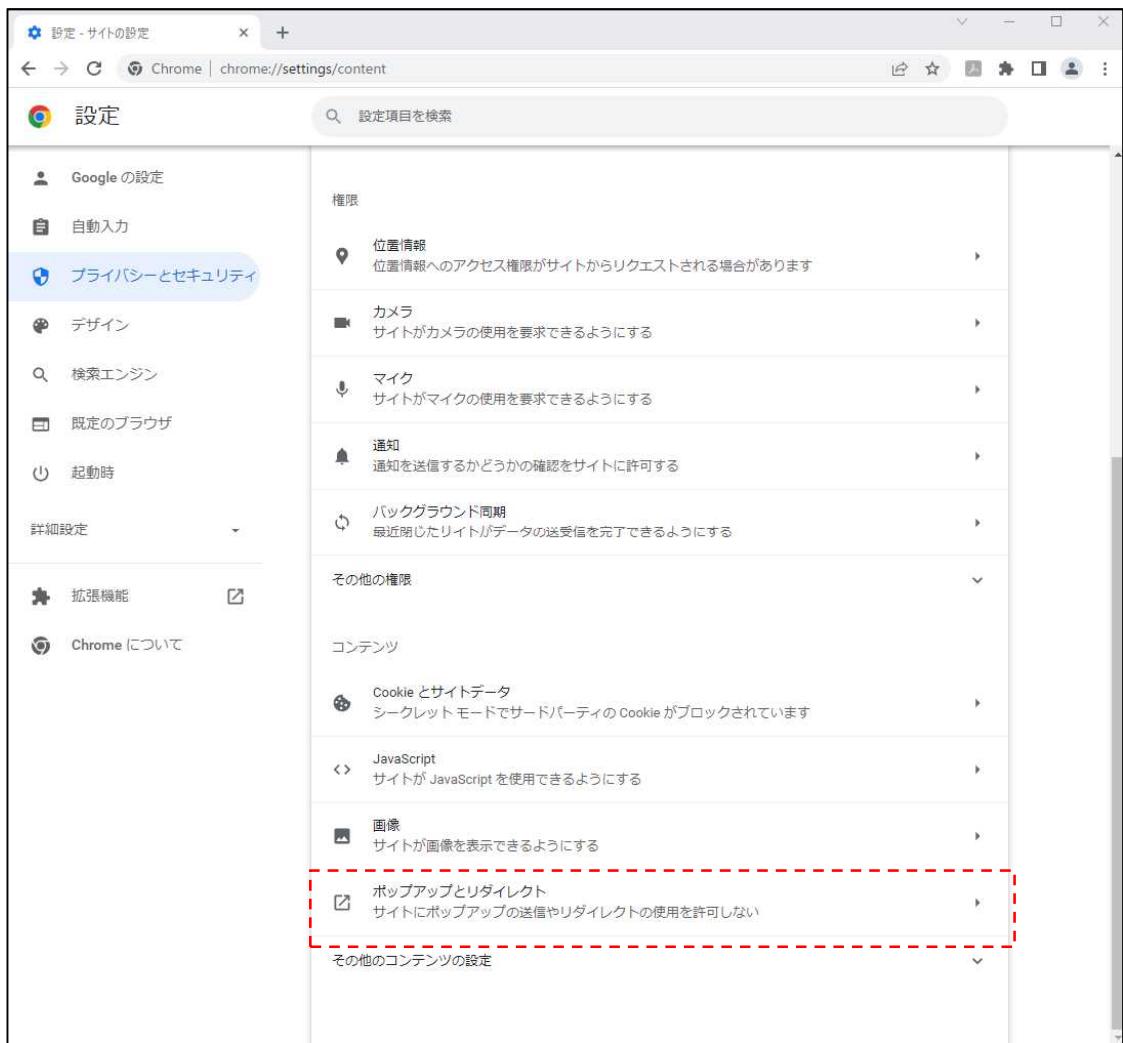 設定 - サイトの設定
Chrome | chrome://settings/content
設定
設定項目を検索
Google の設定
自動入力
プライバシーとセキュリティ
デザイン
検索エンジン
既定のブラウザ
起動時
詳細設定
拡張機能
Chrome について
権限
位置情報
位置情報へのアクセス権限がサイトからリクエストされる場合があります
カメラ
サイトがカメラの使用を要求できるようにする
マイク
サイトがマイクの使用を要求できるようにする
通知
通知を送信するかどうかの確認をサイトに許可する
バックグラウンド同期
最近閉じたサイトがデータの送受信を完了できるようにする
その他の権限
コンテンツ
Cookie とサイトデータ
シークレット モードでサードパーティの Cookie がブロックされています
JavaScript
サイトが JavaScript を使用できるようにする
画像
サイトが画像を表示できるようにする
ポップアップとリダイレクト
サイトにポップアップの送信やリダイレクトの使用を許可しない
その他のコンテンツの設定